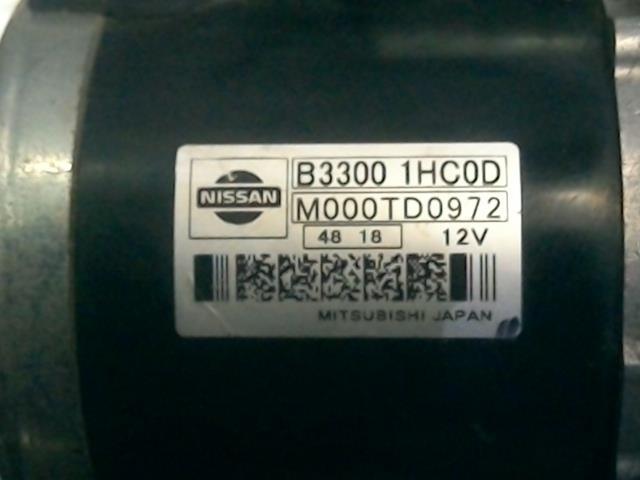 NISSAN
B3300 1HC0D
M000TD0972
48 18 12V
MITSUBISHI JAPAN